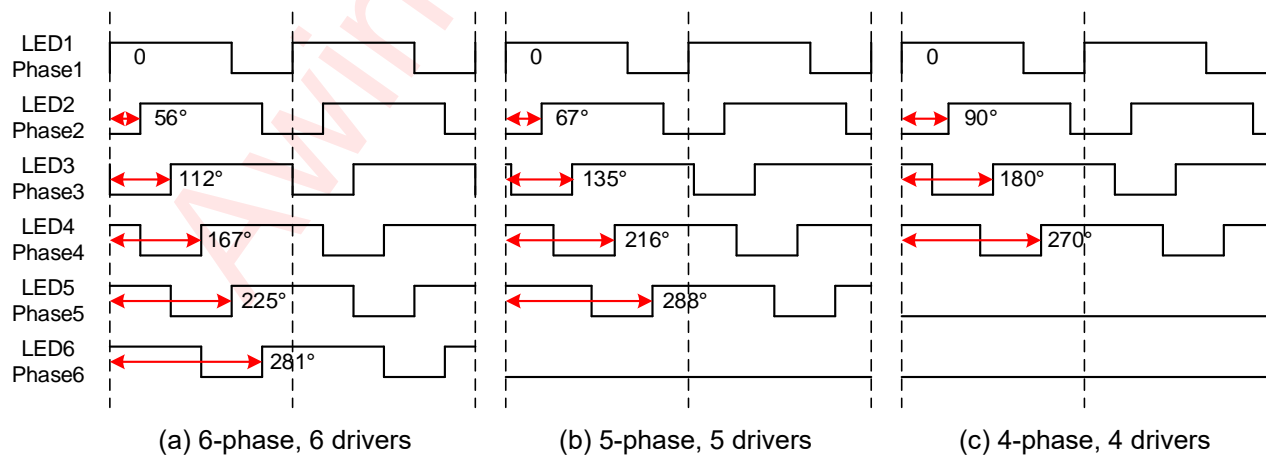 LED1
Phase1
0
0
0
LED2
Phase2
56°
67°
90°
LED3
Phase3
112°
135°
180°
LED4
Phase4
167°
216°
270°
LED5
Phase5
225°
288°
LED6
Phase6
281°
(a) 6-phase, 6 drivers
(b) 5-phase, 5 drivers
(c) 4-phase, 4 drivers
Awin